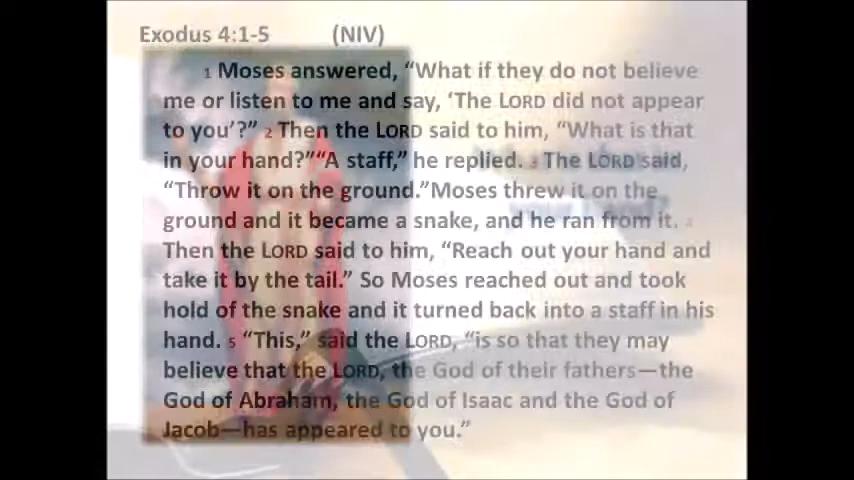 Exodus 4:1-5 (NIV)
1 Moses answered, “What if they do not believe
me or listen to me and say, ‘The LORD did not appear
to you’?” 2 Then the LORD said to him, “What is that
in your hand?”“A staff,” he replied. 3 The LORD said,
“Throw it on the ground.”Moses threw it on the
ground and it became a snake, and he ran from it. 4
Then the LORD said to him, “Reach out your hand and
take it by the tail.” So Moses reached out and took
hold of the snake and it turned back into a staff in his
hand. 5 “This,” said the LORD, “is so that they may
believe that the LORD, the God of their fathers—the
God of Abraham, the God of Isaac and the God of
Jacob—has appeared to you.”